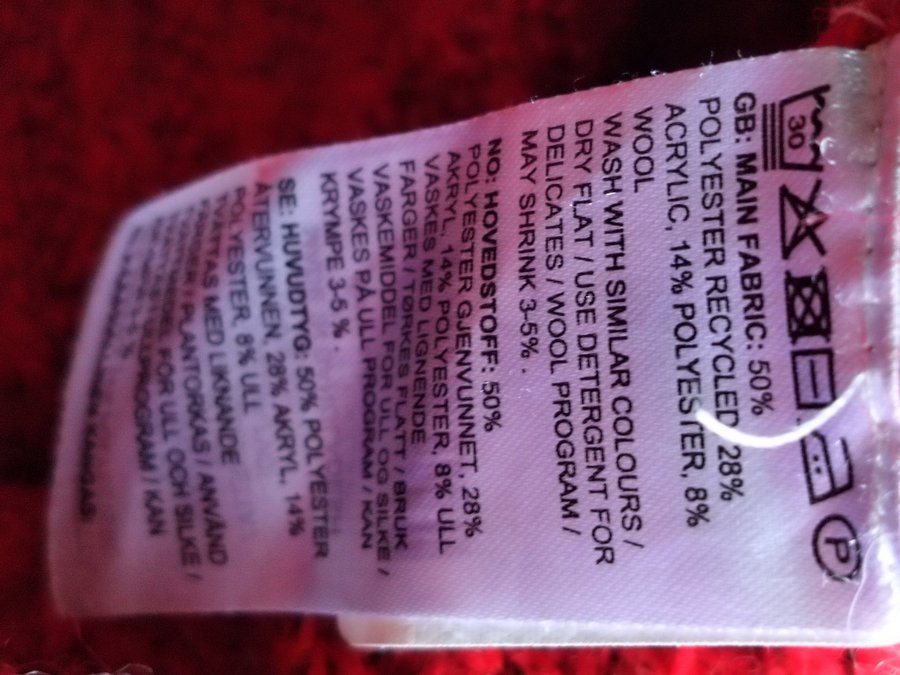 30
P
GB: MAIN FABRIC: 50%
POLYESTER RECYCLED, 28%
ACRYLIC, 14% POLYESTER, 8%
WOOL
WASH WITH SIMILAR COLOURS /
DRY FLAT / USE DETERGENT FOR
DELICATES / WOOL PROGRAM /
MAY SHRINK 3-5% .
NO: HOVEDSTOFF: 50%
POLYESTER GJENVUNNET, 28%
AKRYL, 14% POLYESTER, 8% ULL
VASKES MED LIGNENDE
FARGER / TØRKES FLATT / BRUK
VASKEMIDDEL FOR ULL OG SILKE /
VASKES PÅ ULL PROGRAM / KAN
KRYMPE 3-5 % .
SE: HUVUDTYG: 50% POLYESTER
ÅTERVUNNEN, 28% AKRYL, 14%
POLYESTER, 8% ULL
TVÄTTAS MED LIKNANDE
FÄRGER / PLANTORKAS / ANVÄND
TVÄTTMEDEL FÖR ULL OCH SILKE /
ULLPROGRAM / KAN
KANGAS: